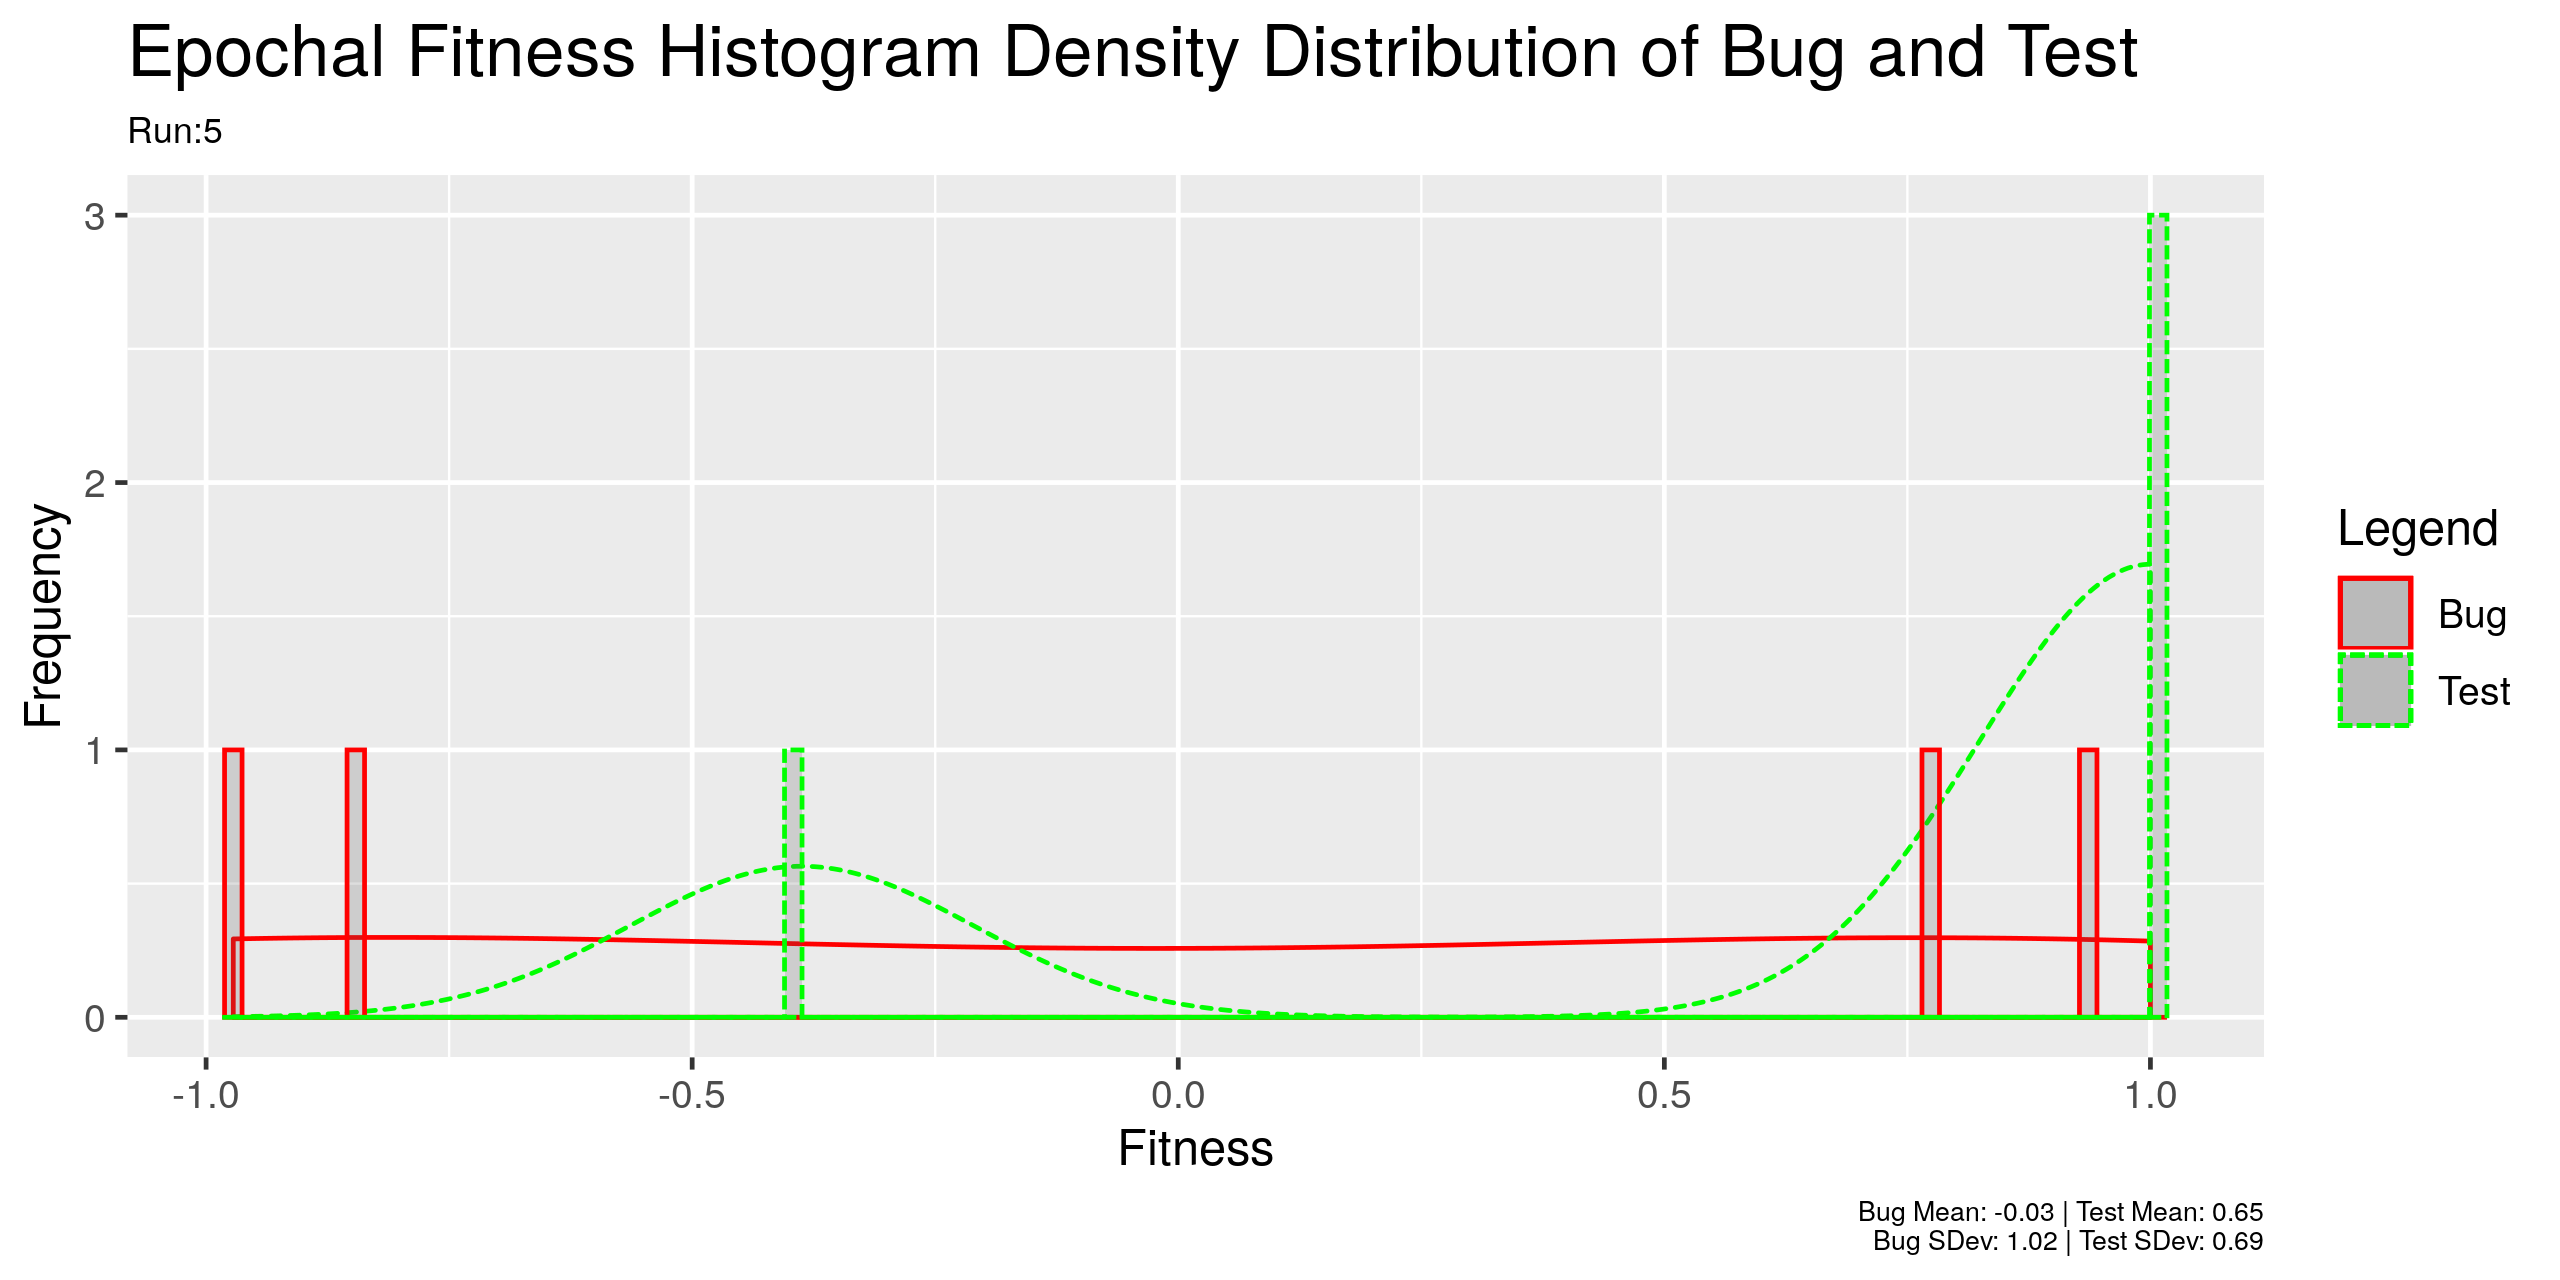 Epochal Fitness Histogram Density Distribution of Bug and Test
Run:5
3
2
1
0
Frequency
-1.0 -0.5 0.0 0.5 1.0
Fitness
Legend
Bug
Test
Bug Mean: -0.03 | Test Mean: 0.65
Bug SDev: 1.02 | Test SDev: 0.69